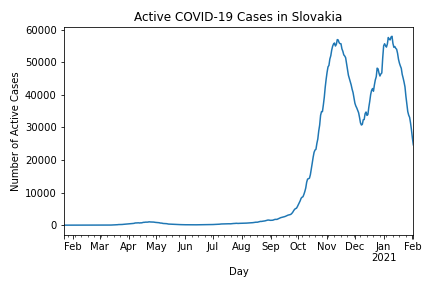 Active COVID-19 Cases in Slovakia
60000
50000
40000
30000
20000
10000
0
Number of Active Cases
Feb Mar Apr May Jun Jul Aug Sep Oct Nov Dec Jan Feb
2021
Day